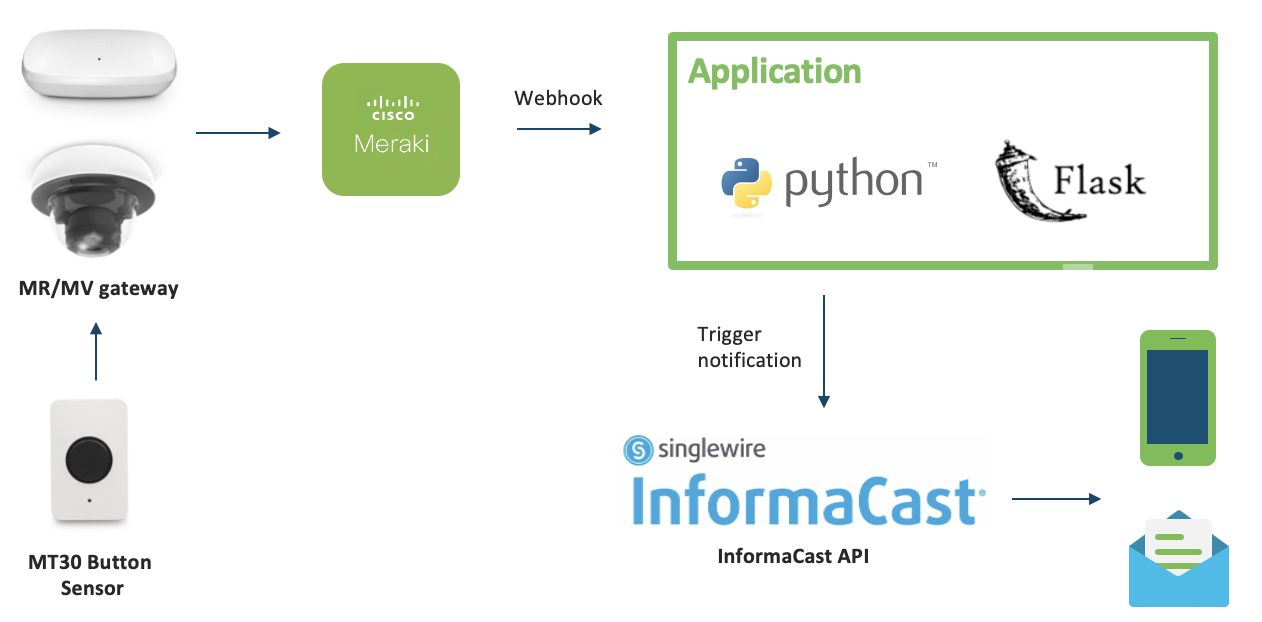 CISCO
Meraki
Webhook
Application
python™
Flask
MR/MV gateway
Trigger
notification
MT30 Button
Sensor
S singlewire
InformaCast®
InformaCast API